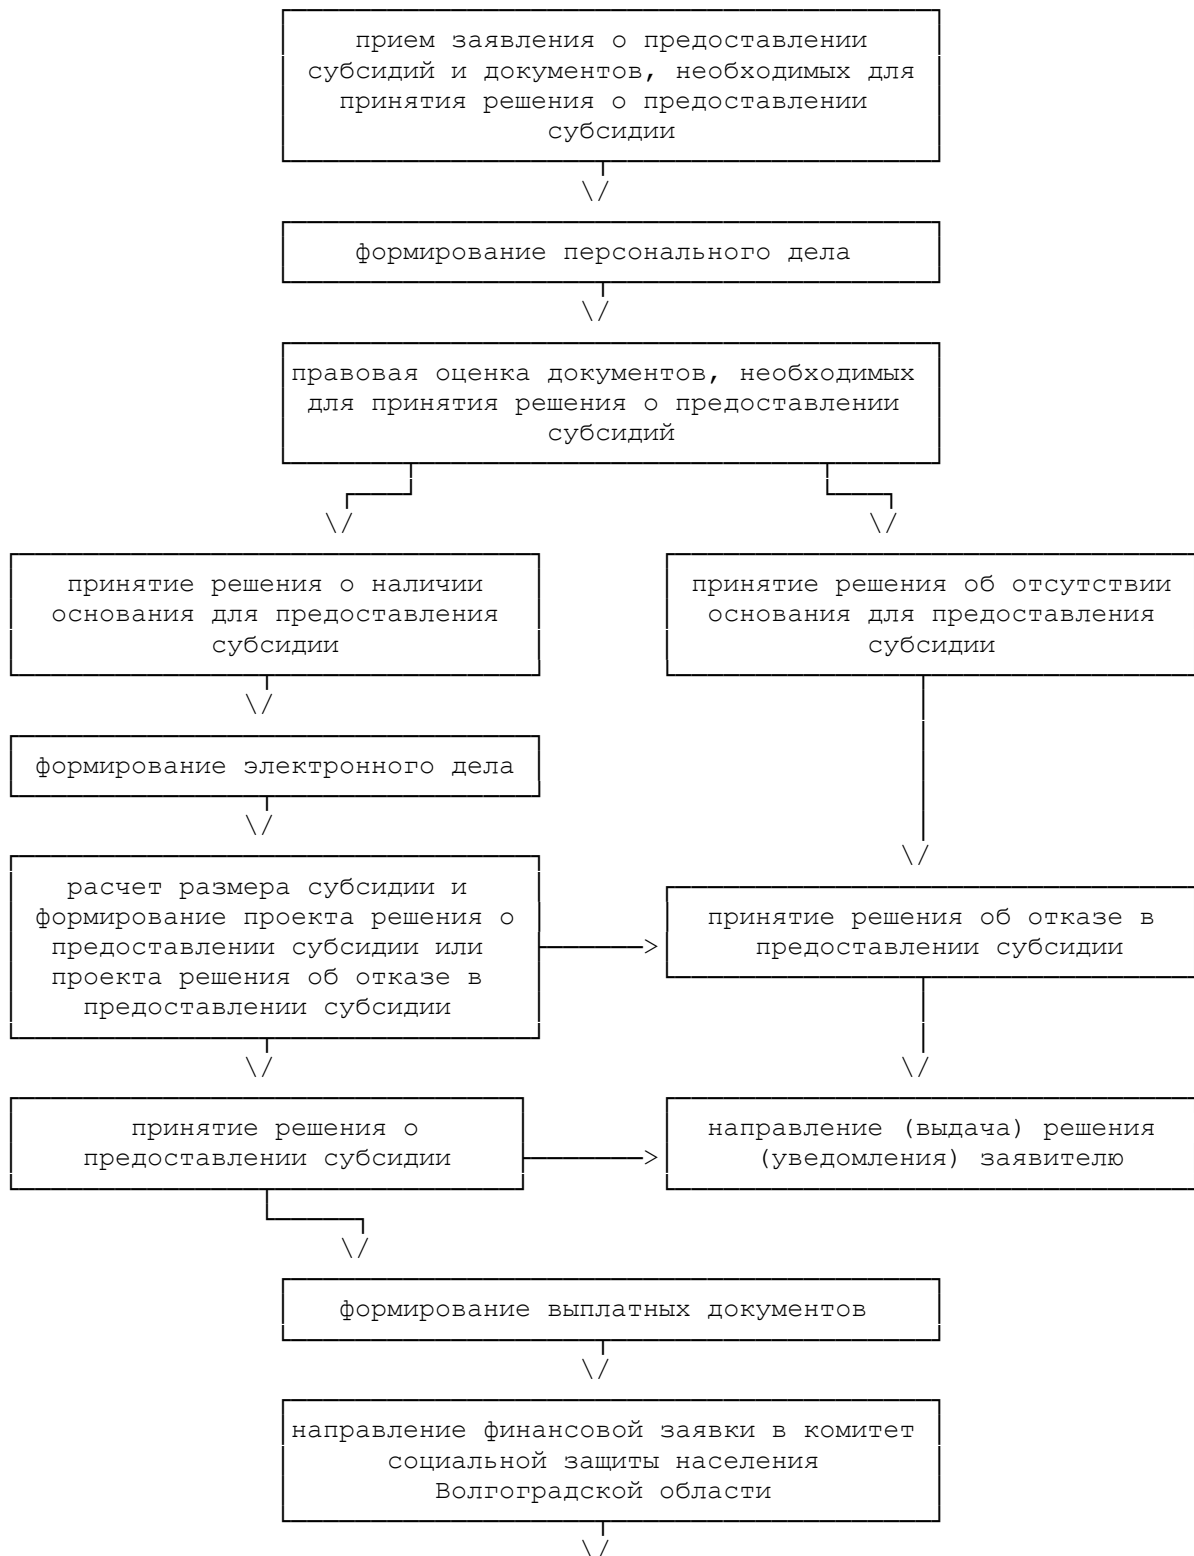 прием заявления о предоставлении
субсидий и документов, необходимых для
принятия решения о предоставлении
субсидии
формирование персонального дела
правовая оценка документов, необходимых
для принятия решения о предоставлении
субсидий
принятие решения о наличии
основания для предоставления
субсидии
принятие решения об отсутствии
основания для предоставления
субсидии
формирование электронного дела
расчет размера субсидии и
формирование проекта решения о
предоставлении субсидии или
проекта решения об отказе в
предоставлении субсидии
принятие решения об отказе в
предоставлении субсидии
принятие решения о
предоставлении субсидии
направление (выдача) решения
(уведомления) заявителю
формирование выплатных документов
направление финансовой заявки в комитет
социальной защиты населения
Волгоградской области